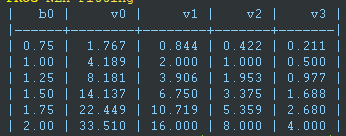 | b0 | v0 | v1 | v2 | v3 |
|------+--------+--------+-------+-------|
| 0.75 | 1.767 | 0.844 | 0.422 | 0.211 |
| 1.00 | 4.189 | 2.000 | 1.000 | 0.500 |
| 1.25 | 8.181 | 3.906 | 1.953 | 0.977 |
| 1.50 | 14.137 | 6.750 | 3.375 | 1.688 |
| 1.75 | 22.449 | 10.719 | 5.359 | 2.680 |
| 2.00 | 33.510 | 16.000 | 8.000 | 4.000 |